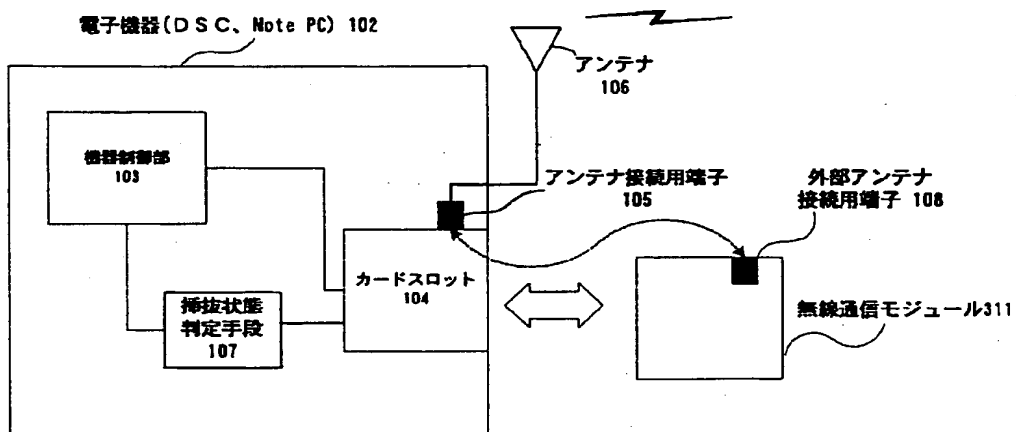 電子機器(DSC、Note PC) 102
アンテナ
106
機器制御部
103
アンテナ接続用端子
105
外部アンテナ
接続用端子 108
カードスロット
104
挿抜状態
判定手段
107
無線通信モジュール311